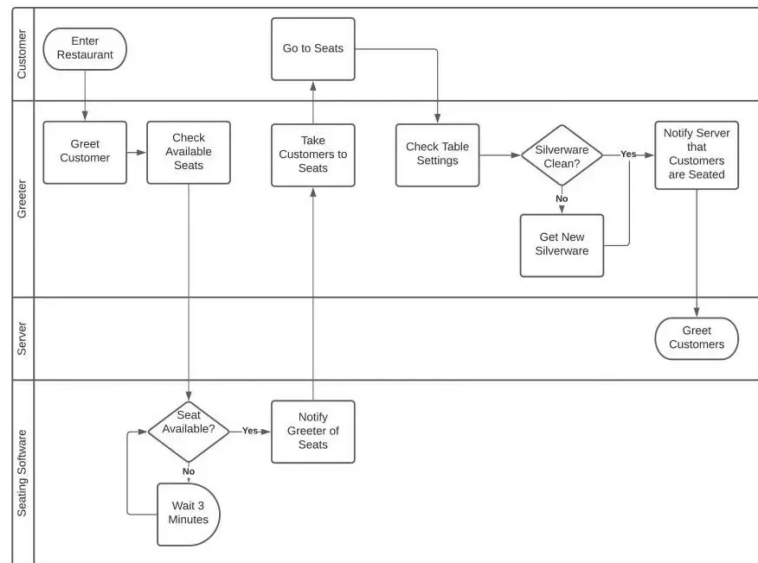 Customer
Enter
Restaurant
Go to Seats
Greeter
Greet
Customer
Check
Available
Seats
Take
Customers to
Seats
Check Table
Settings
Silverware
Clean?
Yes
No
Get New
Silverware
Notify Server
that
Customers
are Seated
Server
Greet
Customers
Seating Software
Seat
Available?
Yes
No
Wait 3
Minutes
Notify
Greeter of
Seats